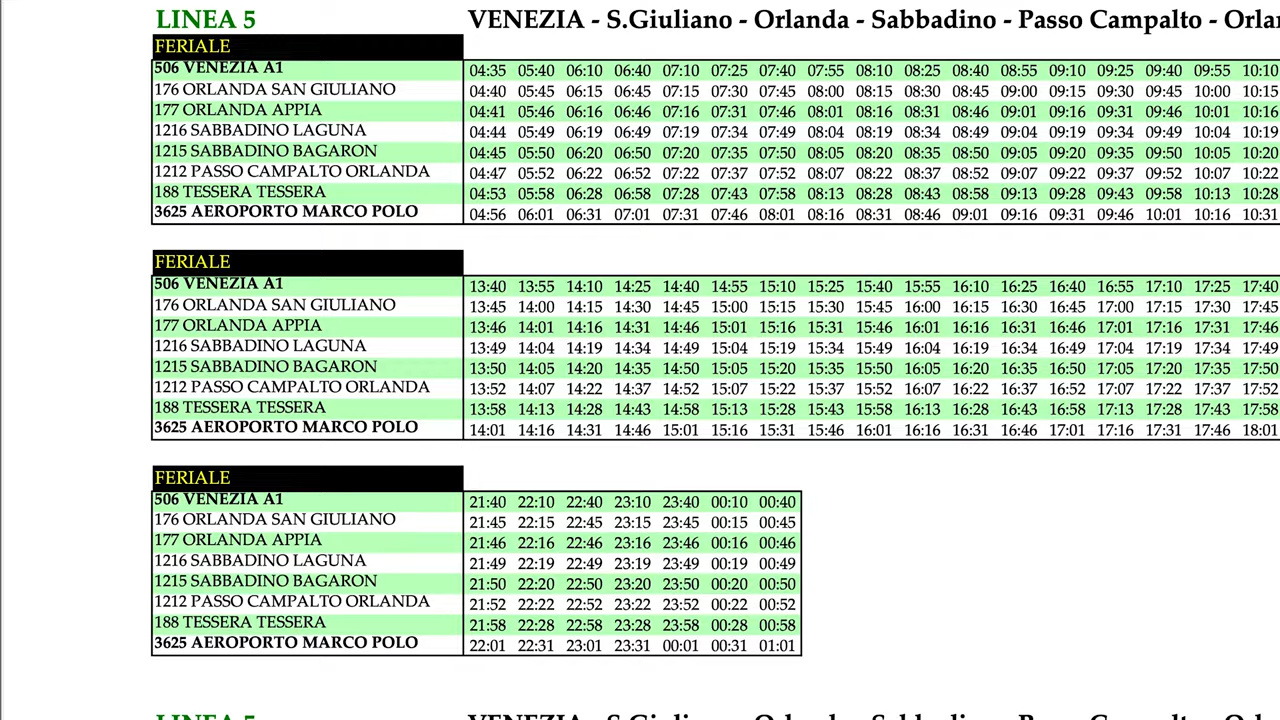 LINEA 5 VENEZIA - S.Giuliano - Orlanda - Sabbadino - Passo Campalto - Orlan
FERIALE
506 VENEZIA A1 04:35 05:40 06:10 06:40 07:10 07:25 07:40 07:55 08:10 08:25 08:40 08:55 09:10 09:25 09:40 09:55 10:10
176 ORLANDA SAN GIULIANO 04:40 05:45 06:15 06:45 07:15 07:30 07:45 08:00 08:15 08:30 08:45 09:00 09:15 09:30 09:45 10:00 10:15
177 ORLANDA APPIA 04:41 05:46 06:16 06:46 07:16 07:31 07:46 08:01 08:16 08:31 08:46 09:01 09:16 09:31 09:46 10:01 10:16
1216 SABBADINO LAGUNA 04:44 05:49 06:19 06:49 07:19 07:34 07:49 08:04 08:19 08:34 08:49 09:04 09:19 09:34 09:49 10:04 10:19
1215 SABBADINO BAGARON 04:45 05:50 06:20 06:50 07:20 07:35 07:50 08:05 08:20 08:35 08:50 09:05 09:20 09:35 09:50 10:05 10:20
1212 PASSO CAMPALTO ORLANDA 04:47 05:52 06:22 06:52 07:22 07:37 07:52 08:07 08:22 08:37 08:52 09:07 09:22 09:37 09:52 10:07 10:22
188 TESSERA TESSERA 04:53 05:58 06:28 06:58 07:28 07:43 07:58 08:13 08:28 08:43 08:58 09:13 09:28 09:43 09:58 10:13 10:28
3625 AEROPORTO MARCO POLO 04:56 06:01 06:31 07:01 07:31 07:46 08:01 08:16 08:31 08:46 09:01 09:16 09:31 09:46 10:01 10:16 10:31
FERIALE
506 VENEZIA A1 13:40 13:55 14:10 14:25 14:40 14:55 15:10 15:25 15:40 15:55 16:10 16:25 16:40 16:55 17:10 17:25 17:40
176 ORLANDA SAN GIULIANO 13:45 14:00 14:15 14:30 14:45 15:00 15:15 15:30 15:45 16:00 16:15 16:30 16:45 17:00 17:15 17:30 17:45
177 ORLANDA APPIA 13:46 14:01 14:16 14:31 14:46 15:01 15:16 15:31 15:46 16:01 16:16 16:31 16:46 17:01 17:16 17:31 17:46
1216 SABBADINO LAGUNA 13:49 14:04 14:19 14:34 14:49 15:04 15:19 15:34 15:49 16:04 16:19 16:34 16:49 17:04 17:19 17:34 17:49
1215 SABBADINO BAGARON 13:50 14:05 14:20 14:35 14:50 15:05 15:20 15:35 15:50 16:05 16:20 16:35 16:50 17:05 17:20 17:35 17:50
1212 PASSO CAMPALTO ORLANDA 13:52 14:07 14:22 14:37 14:52 15:07 15:22 15:37 15:52 16:07 16:22 16:37 16:52 17:07 17:22 17:37 17:52
188 TESSERA TESSERA 13:58 14:13 14:28 14:43 14:58 15:13 15:28 15:43 15:58 16:13 16:28 16:43 16:58 17:13 17:28 17:43 17:58
3625 AEROPORTO MARCO POLO 14:01 14:16 14:31 14:46 15:01 15:16 15:31 15:46 16:01 16:16 16:31 16:46 17:01 17:16 17:31 17:46 18:01
FERIALE
506 VENEZIA A1 21:40 22:10 22:40 23:10 23:40 00:10 00:40
176 ORLANDA SAN GIULIANO 21:45 22:15 22:45 23:15 23:45 00:15 00:45
177 ORLANDA APPIA 21:46 22:16 22:46 23:16 23:46 00:16 00:46
1216 SABBADINO LAGUNA 21:49 22:19 22:49 23:19 23:49 00:19 00:49
1215 SABBADINO BAGARON 21:50 22:20 22:50 23:20 23:50 00:20 00:50
1212 PASSO CAMPALTO ORLANDA 21:52 22:22 22:52 23:22 23:52 00:22 00:52
188 TESSERA TESSERA 21:58 22:28 22:58 23:28 23:58 00:28 00:58
3625 AEROPORTO MARCO POLO 22:01 22:31 23:01 23:31 00:01 00:31 01:01
LINEA 5 VENEZIA - S.Giuliano - Orlanda - Sabbadino - Passo Campalto - Orl